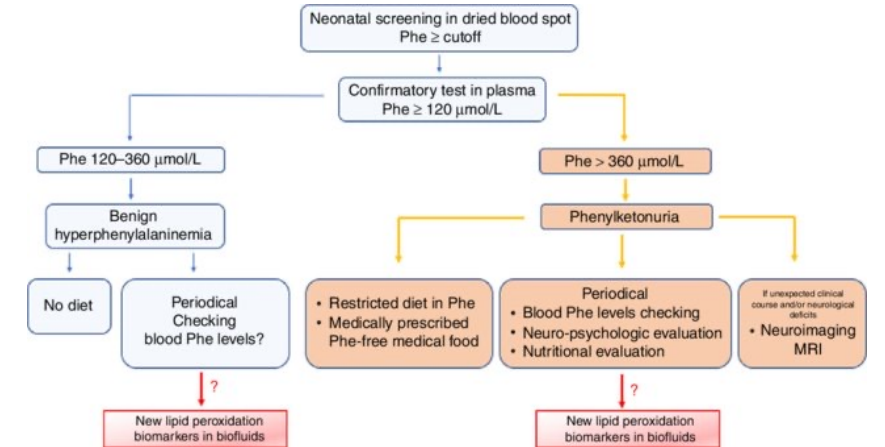 Neonatal screening in dried blood spot
Phe ≥ cutoff
Confirmatory test in plasma
Phe ≥ 120 μmol/L
Phe 120–360 μmol/L
Phe > 360 μmol/L
Benign
hyperphenylalaninemia
Phenylketonuria
No diet
Periodical
Checking
blood Phe levels?
• Restricted diet in Phe
• Medically prescribed
Phe-free medical food
Periodical
• Blood Phe levels checking
• Neuro-psychologic evaluation
• Nutritional evaluation
If unexpected clinical
course and/or neurological
deficits
• Neuroimaging
MRI
?
?
New lipid peroxidation
biomarkers in biofluids
New lipid peroxidation
biomarkers in biofluids